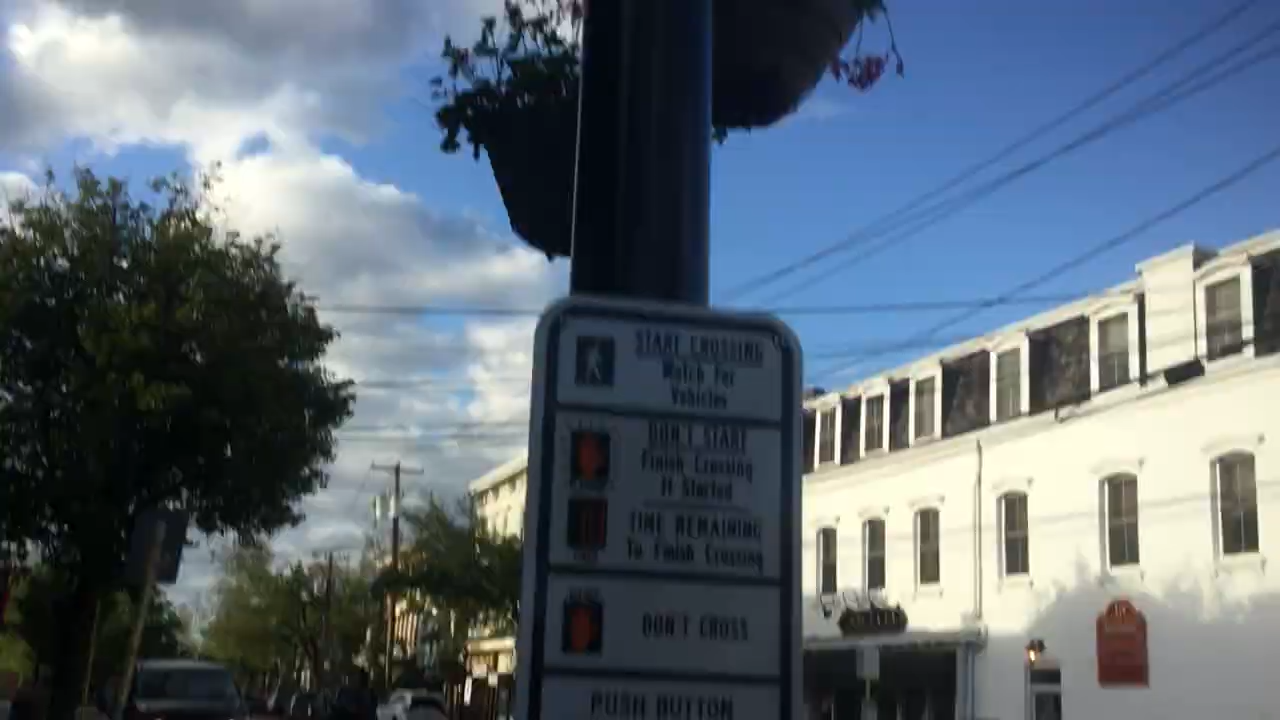 START CROSSING
Watch For
Vehicles
DON'T START
Finish Crossing
If Started
TIME REMAINING
To Finish Crossing
DON'T CROSS
PUSH BUTTON